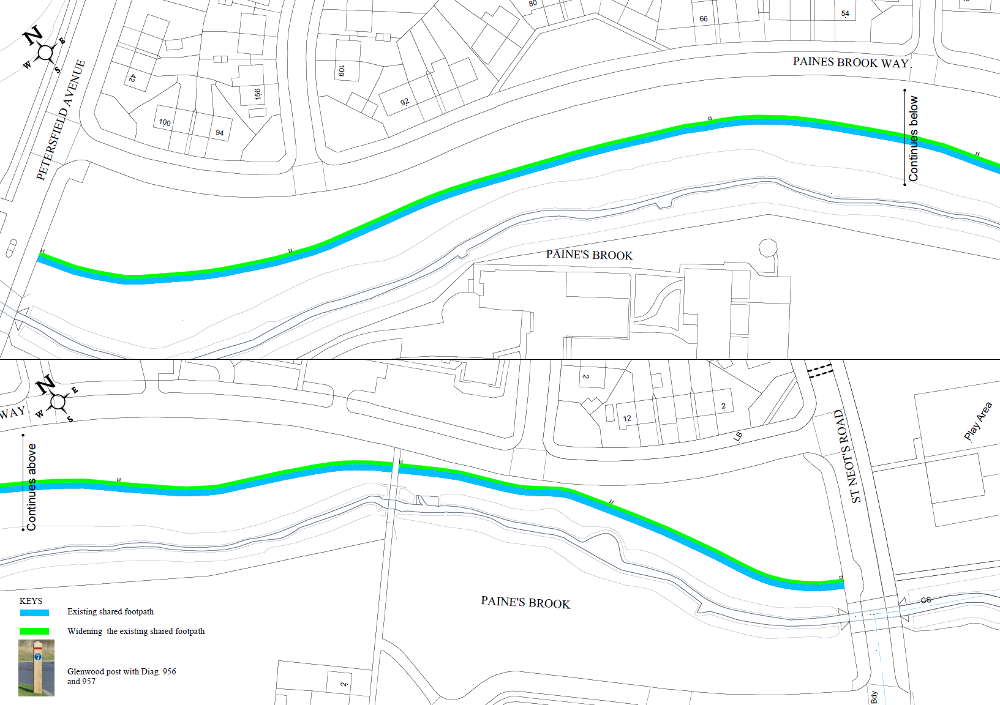 N
E
W
S
PETERSFIELD AVENUE
42
100
94
156
109
92
80
66
54
PAINES BROOK WAY
Continues below
PAINE'S BROOK
WAY
N
E
W
S
Continues above
2
12
2
LB
ST NEOT'S ROAD
Play Area
CS
PAINE'S BROOK
2
Bdy
KEYS
Existing shared footpath
Widening the existing shared footpath
Glenwood post with Diag. 956
and 957